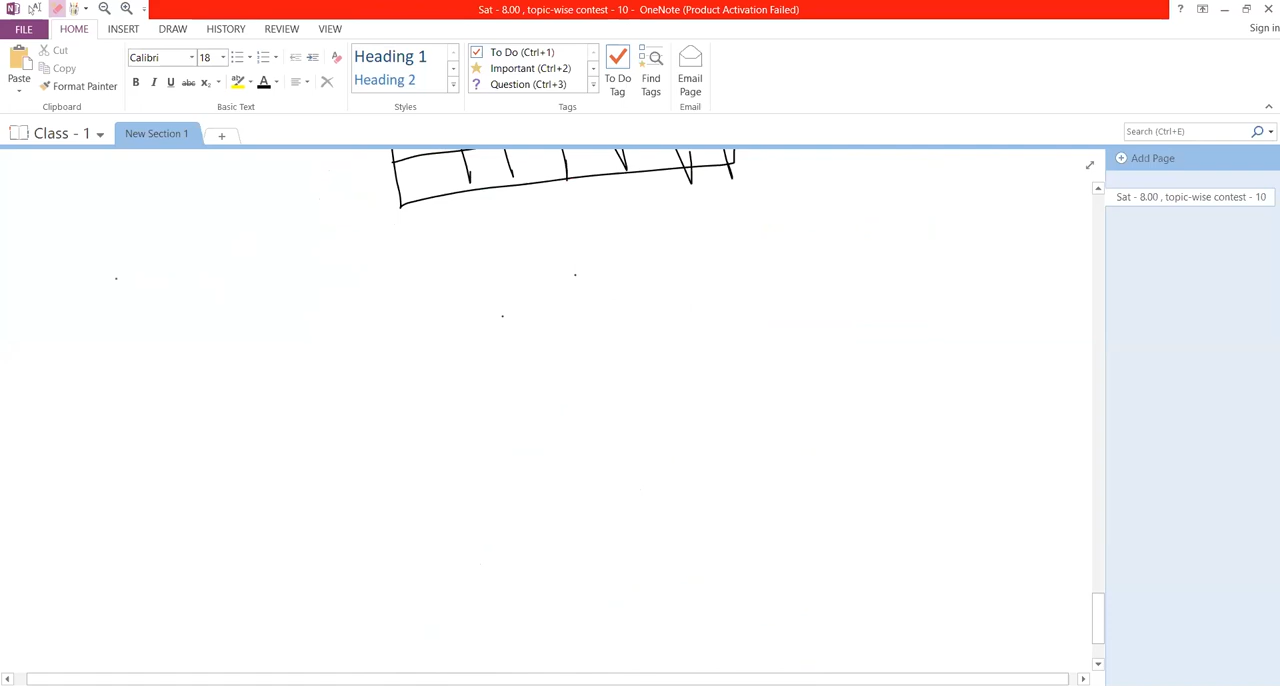 Sat - 8.00 , topic-wise contest - 10 - OneNote (Product Activation Failed)
?
FILE HOME INSERT DRAW HISTORY REVIEW VIEW
Sign in
Paste
Cut
Copy
Format Painter
Clipboard
Calibri 18
B I U abc x₂ ab A
Basic Text
Heading 1
Heading 2
Styles
To Do (Ctrl+1)
Important (Ctrl+2)
? Question (Ctrl+3)
Tags
To Do
Tag
Find
Tags
Email
Page
Email
Class - 1
New Section 1
Search (Ctrl+E)
Add Page
Sat - 8.00 , topic-wise contest - 10